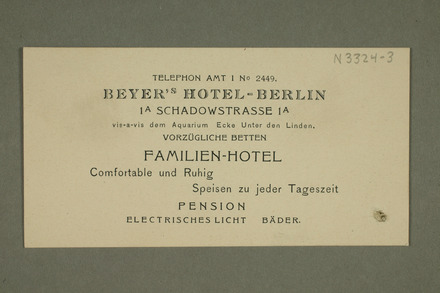 N3324-3
TELEPHON AMT I No 2449.
BEYER'S HOTEL-BERLIN
1A SCHADOWSTRASSE 1A
vis-a-vis dem Aquarium Ecke Unter den Linden.
VORZÜGLICHE BETTEN
FAMILIEN-HOTEL
Comfortable und Ruhig
Speisen zu jeder Tageszeit
PENSION
ELECTRISCHES LICHT BÄDER.